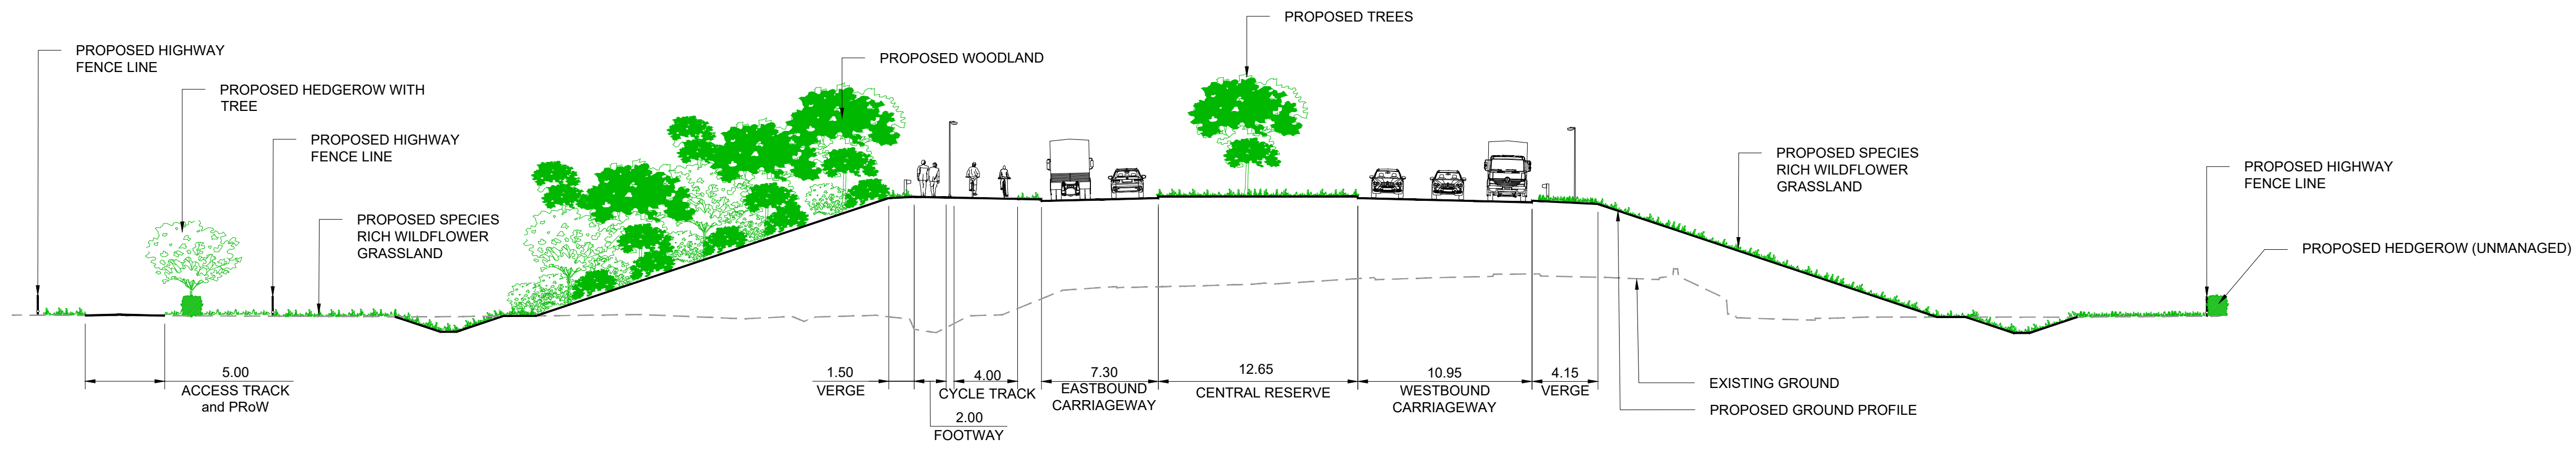 PROPOSED TREES
PROPOSED HIGHWAY
FENCE LINE
PROPOSED WOODLAND
PROPOSED HEDGEROW WITH
TREE
PROPOSED HIGHWAY
FENCE LINE
PROPOSED SPECIES
RICH WILDFLOWER
GRASSLAND
PROPOSED HIGHWAY
FENCE LINE
PROPOSED SPECIES
RICH WILDFLOWER
GRASSLAND
PROPOSED HEDGEROW (UNMANAGED)
5.00
ACCESS TRACK
and PRoW
1.50
VERGE
2.00
FOOTWAY
4.00
CYCLE TRACK
7.30
EASTBOUND
CARRIAGEWAY
12.65
CENTRAL RESERVE
10.95
WESTBOUND
CARRIAGEWAY
4.15
VERGE
EXISTING GROUND
PROPOSED GROUND PROFILE